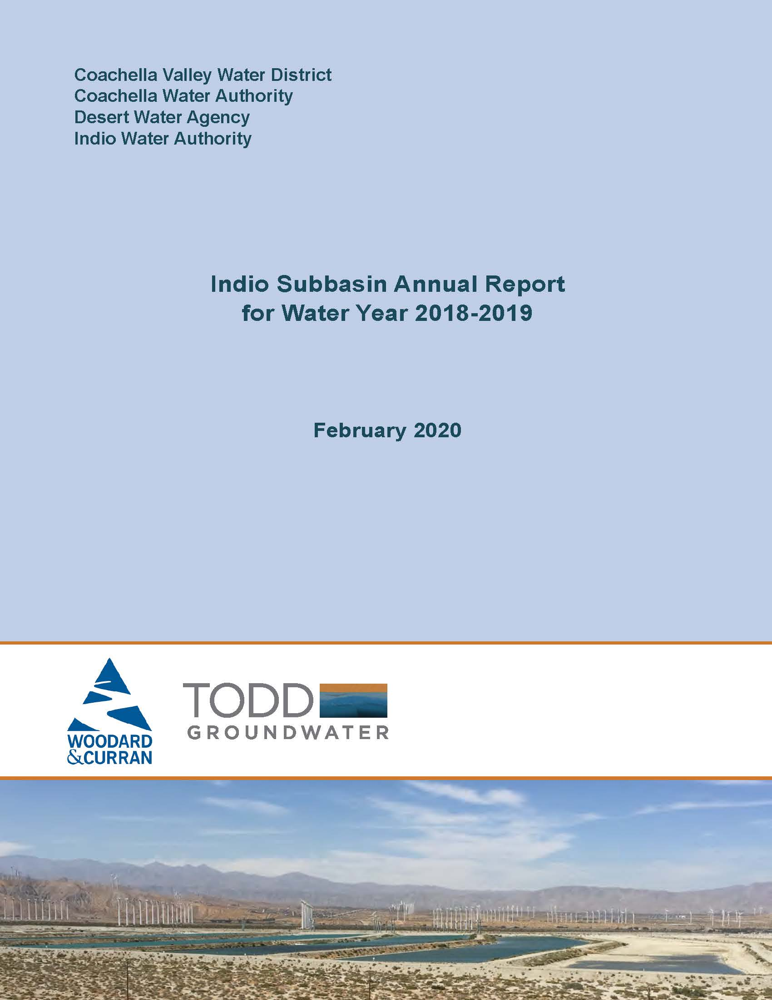 Coachella Valley Water District
Coachella Water Authority
Desert Water Agency
Indio Water Authority
Indio Subbasin Annual Report
for Water Year 2018-2019
February 2020
WOODARD
&CURRAN
TODD
GROUNDWATER